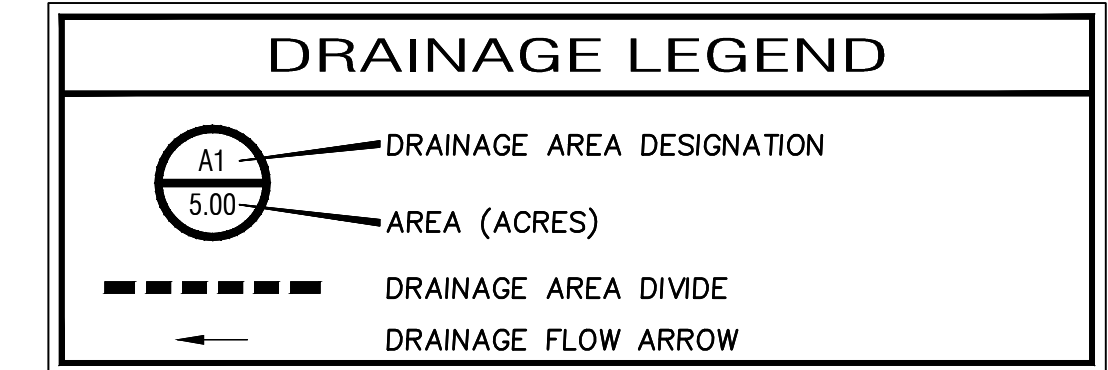 DRAINAGE LEGEND
A1 DRAINAGE AREA DESIGNATION
5.00 AREA (ACRES)
DRAINAGE AREA DIVIDE
DRAINAGE FLOW ARROW